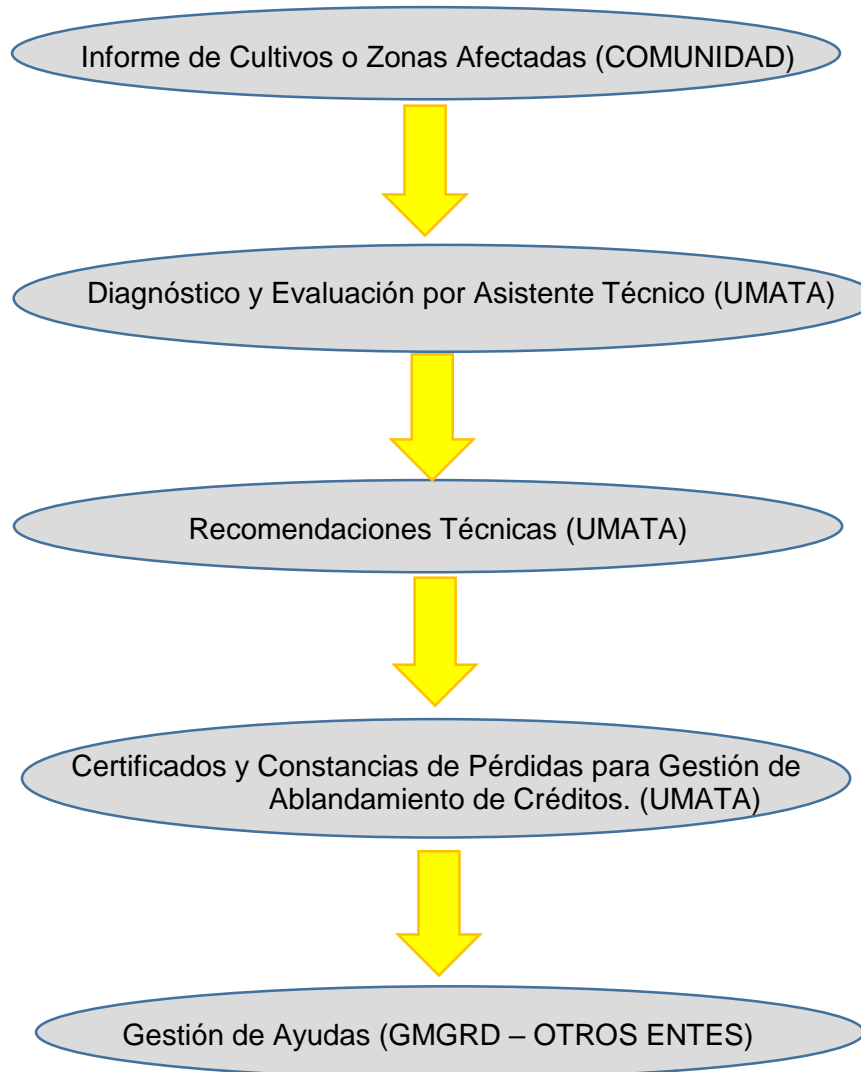 Informe de Cultivos o Zonas Afectadas (COMUNIDAD)
Diagnóstico y Evaluación por Asistente Técnico (UMATA)
Recomendaciones Técnicas (UMATA)
Certificados y Constancias de Pérdidas para Gestión de
Ablandamiento de Créditos. (UMATA)
Gestión de Ayudas (GMGRD – OTROS ENTES)